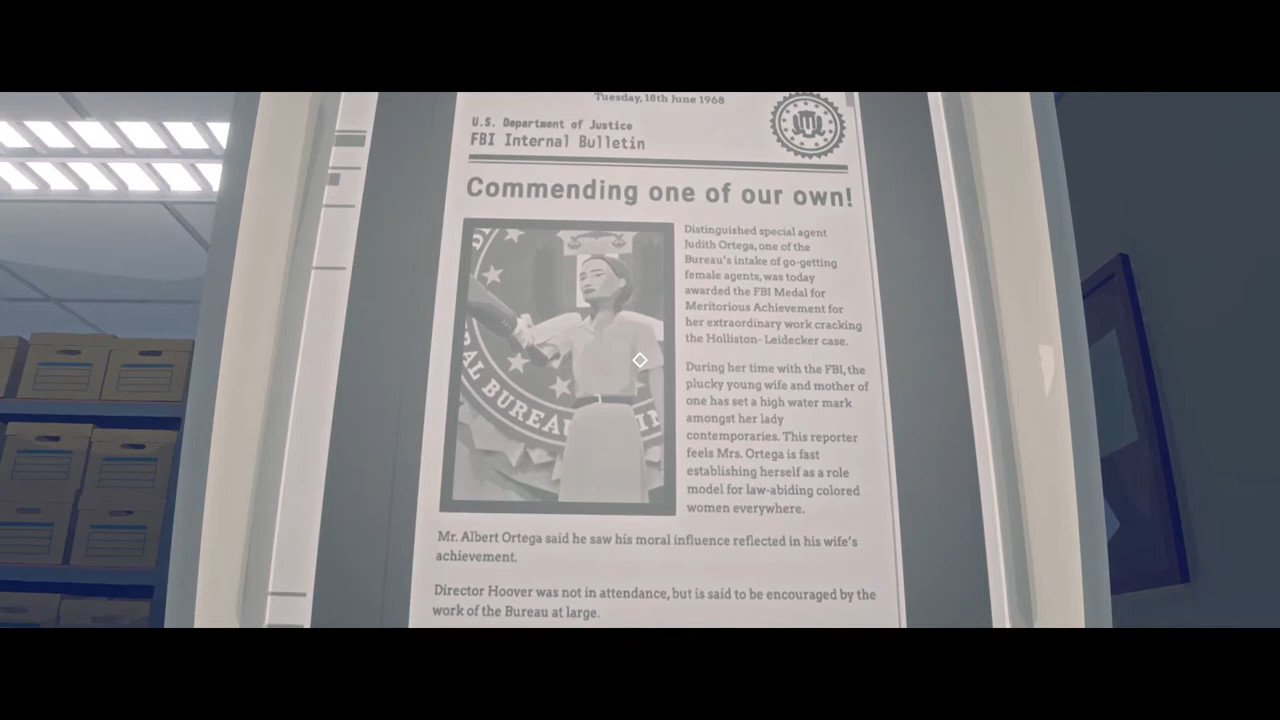 Tuesday, 18th June 1968
U.S. Department of Justice
FBI Internal Bulletin
Commending one of our own!
Distinguished special agent
Judith Ortega, one of the
Bureau's intake of go-getting
female agents, was today
awarded the FBI Medal for
Meritorious Achievement for
her extraordinary work cracking
the Holliston- Leidecker case.
During her time with the FBI, the
plucky young wife and mother of
one has set a high water mark
amongst her lady
contemporaries. This reporter
feels Mrs. Ortega is fast
establishing herself as a role
model for law-abiding colored
women everywhere.
AL BUREAU
IN
Mr. Albert Ortega said he saw his moral influence reflected in his wife's
achievement.
Director Hoover was not in attendance, but is said to be encouraged by the
work of the Bureau at large.